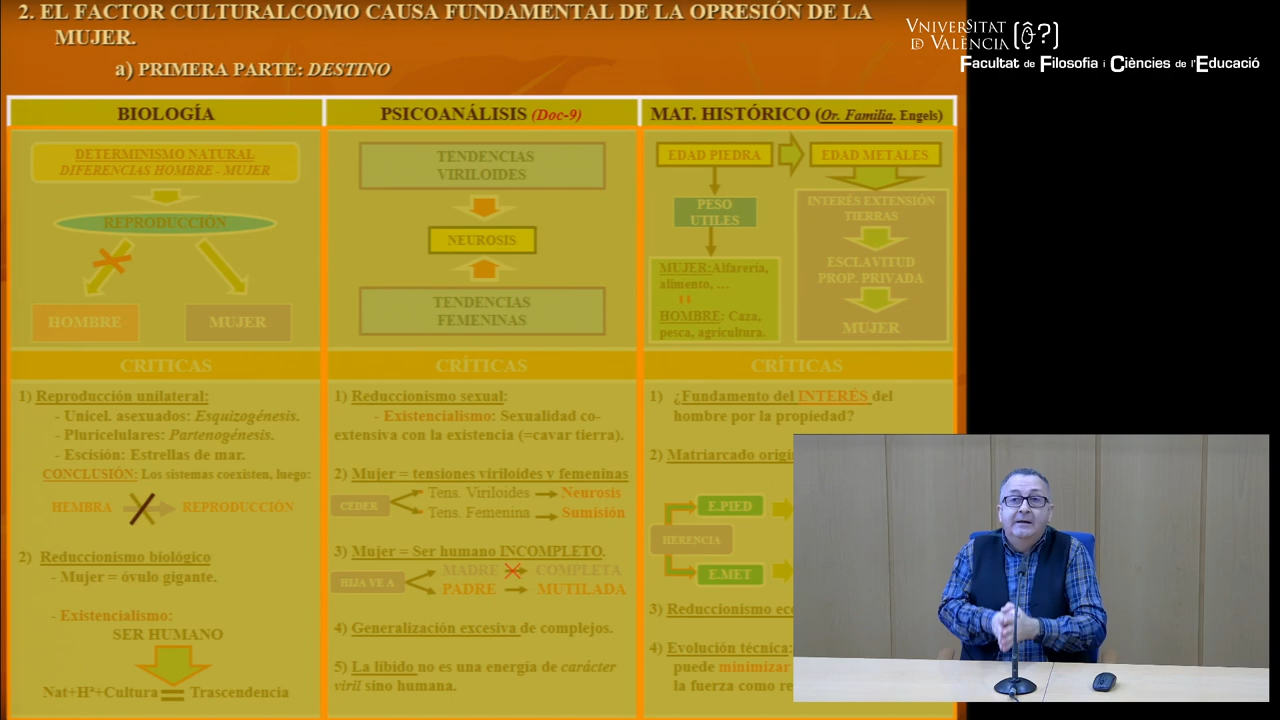 2. EL FACTOR CULTURALCOMO CAUSA FUNDAMENTAL DE LA OPRESIÓN DE LA
MUJER.
a) PRIMERA PARTE: DESTINO
VNIVERSITAT
DE VALÈNCIA
Facultat de Filosofia i Ciències de l'Educació
BIOLOGÍA
DETERMINISMO NATURAL
DIFERENCIAS HOMBRE - MUJER
REPRODUCCIÓN
HOMBRE
MUJER
CRITICAS
1) Reproducción unilateral:
- Unicel. asexuados: Esquizogénesis.
- Pluricelulares: Partenogénesis.
- Escisión: Estrellas de mar.
CONCLUSIÓN: Los sistemas coexisten, luego:
HEMBRA
REPRODUCCIÓN
2) Reduccionismo biológico
- Mujer = óvulo gigante.
- Existencialismo:
SER HUMANO
Nat+Hª+Cultura = Trascendencia
PSICOANÁLISIS (Doc-9)
TENDENCIAS
VIRILOIDES
NEUROSIS
TENDENCIAS
FEMENINAS
CRÍTICAS
1) Reduccionismo sexual:
- Existencialismo: Sexualidad co-
extensiva con la existencia (=cavar tierra).
2) Mujer = tensiones viriloides y femeninas
CEDER
Tens. Viriloides
Neurosis
Tens. Femenina
Sumisión
3) Mujer = Ser humano INCOMPLETO.
HIJA VE A
MADRE
COMPLETA
PADRE
MUTILADA
4) Generalización excesiva de complejos.
5) La líbido no es una energía de carácter
viril sino humana.
MAT. HISTÓRICO (Or. Familia. Engels)
EDAD PIEDRA
EDAD METALES
PESO
UTILES
INTERÉS EXTENSIÓN
TIERRAS
ESCLAVITUD
PROP. PRIVADA
MUJER
MUJER:Alfarería,
alimento, ...
HOMBRE: Caza,
pesca, agricultura.
CRÍTICAS
1) ¿Fundamento del INTERÉS del
hombre por la propiedad?
2) Matriarcado
E.PIED
HERENCIA
E.MET
3) Reduccionismo
4) Evolución técnica:
puede minimizar
la fuerza como